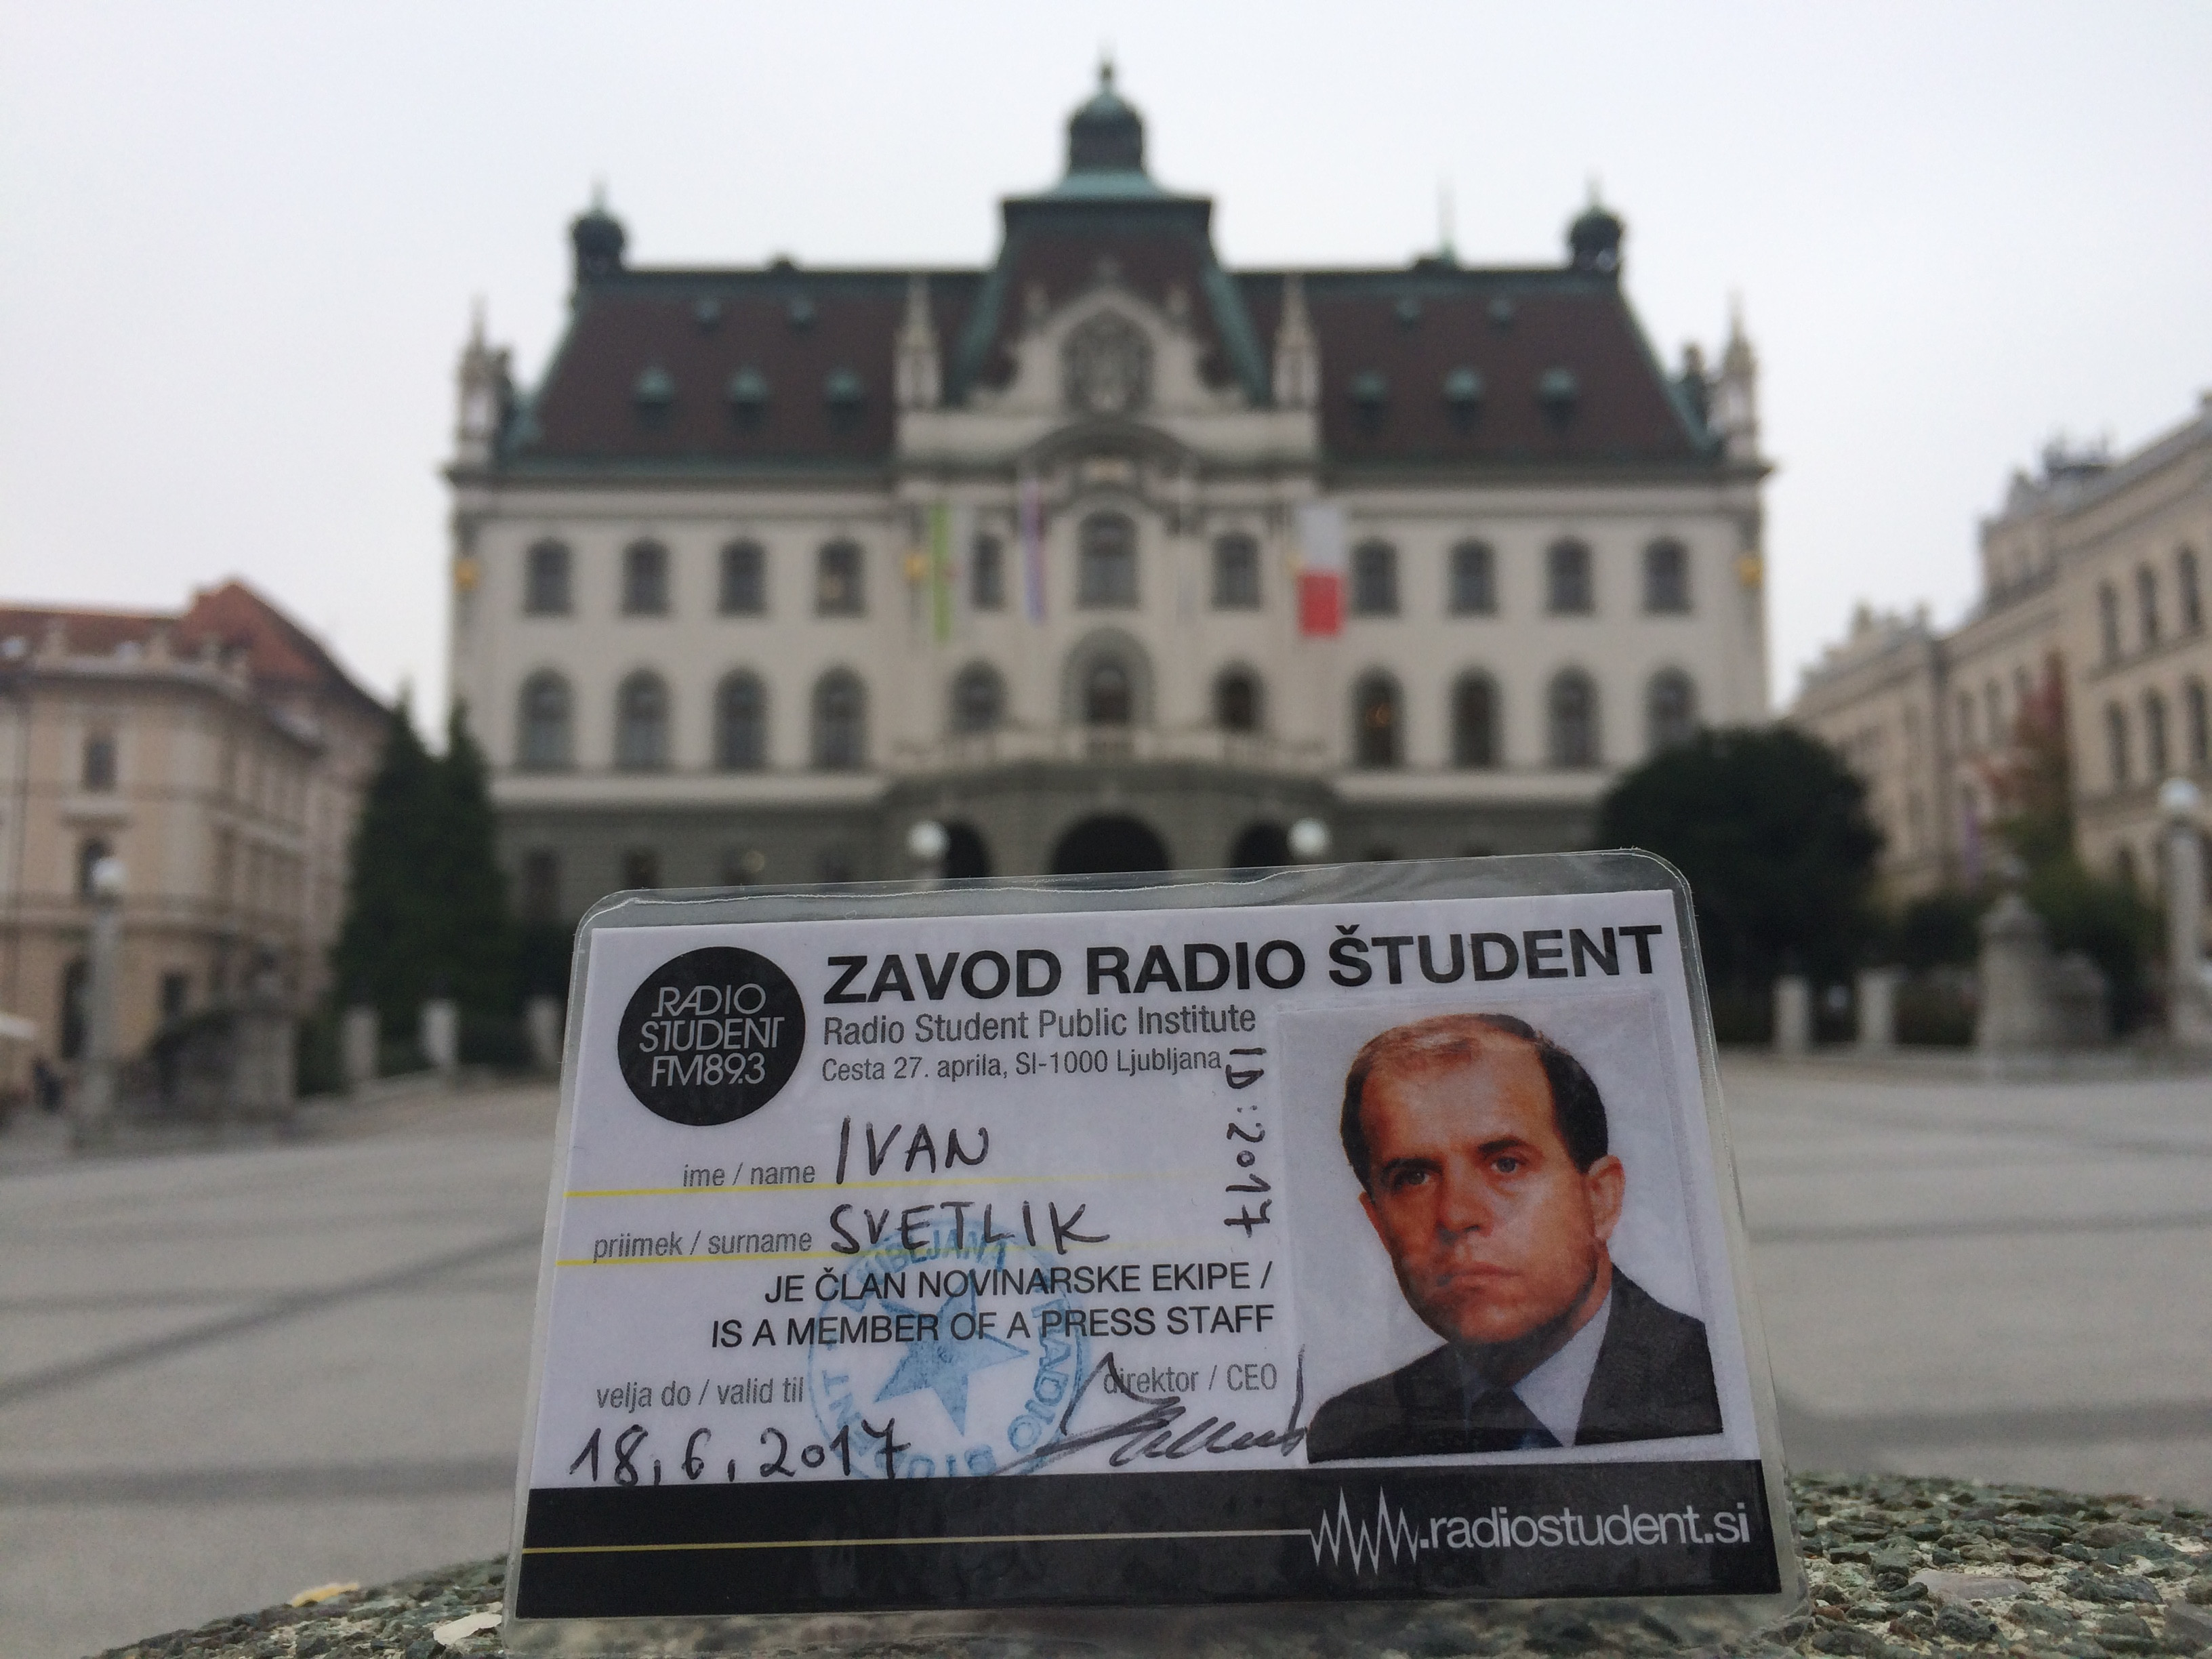 RADIO
STUDENT
FM89.3
ZAVOD RADIO ŠTUDENT
Radio Student Public Institute
Cesta 27. aprila, SI-1000 Ljubljana
ID: 2017
ime / name IVAN
priimek / surname SVETLIK
JE ČLAN NOVINARSKE EKIPE /
IS A MEMBER OF A PRESS STAFF
velja do / valid til
direktor / CEO
18.6.2017
LJUBLJANA
RADIO
.radiostudent.si